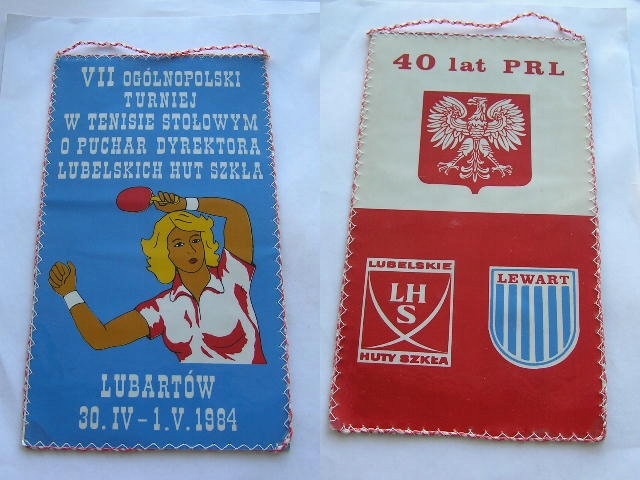 VII OGÓLNOPOLSKI
TURNIEJ
W TENISIE STOŁOWYM
O PUCHAR DYREKTORA
LUBELSKICH HUT SZKŁA
LUBARTÓW
30.IV-1.V.1984
40 lat PRL
LUBELSKIE
LH
S
HUTY SZKŁA
LEWART